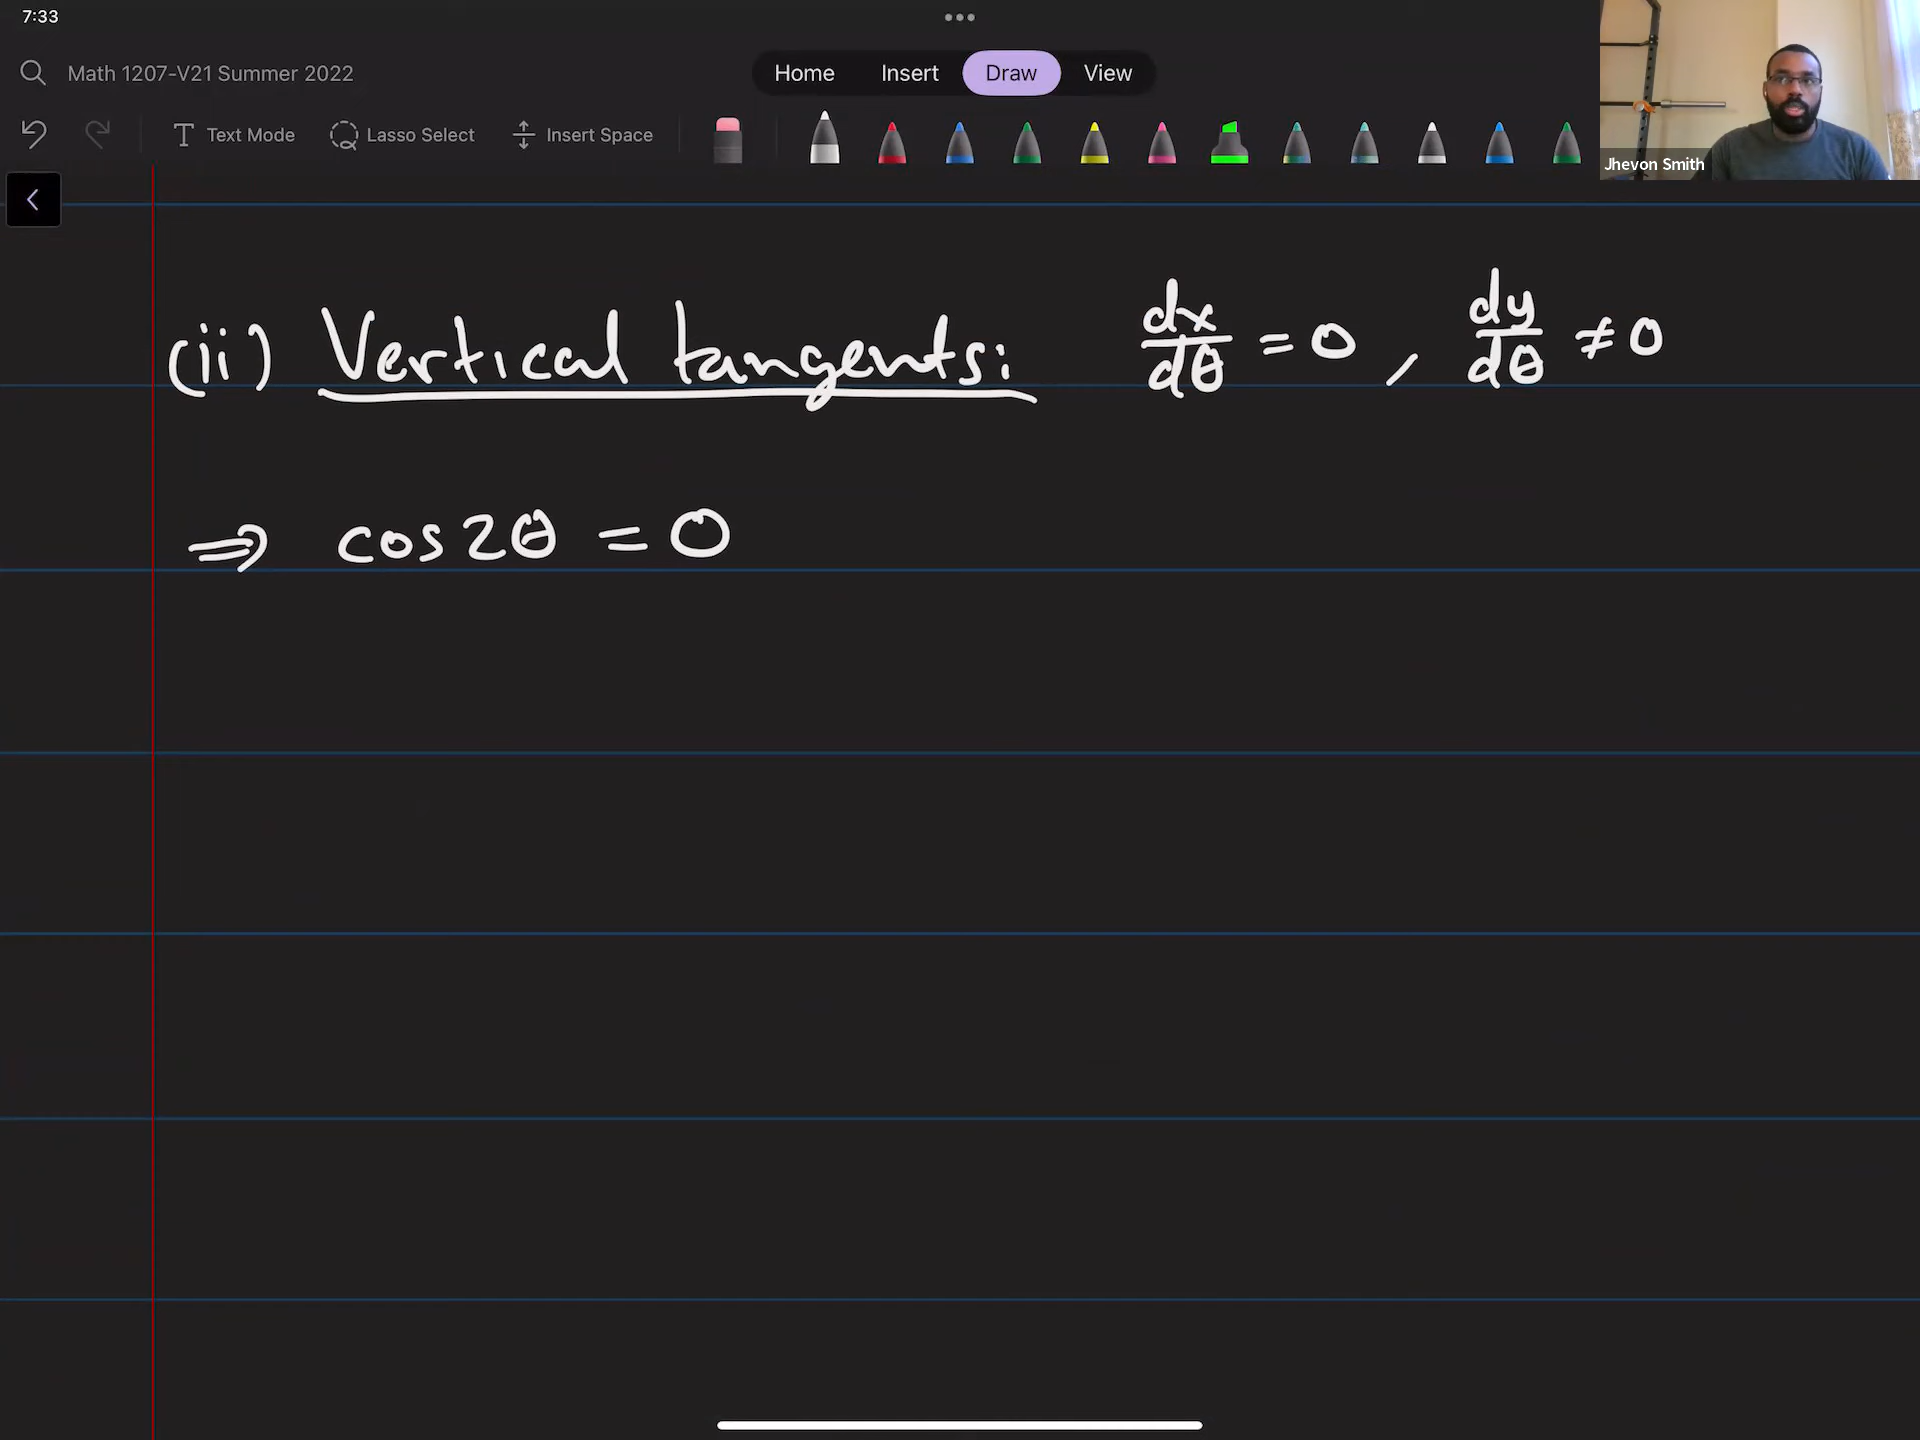 7:33
Math 1207-V21 Summer 2022
Home Insert Draw View
Text Mode Lasso Select Insert Space
Jhevon Smith
(ii) Vertical tangents: dx/dθ = 0, dy/dθ ≠ 0
⇒ cos 2θ = 0